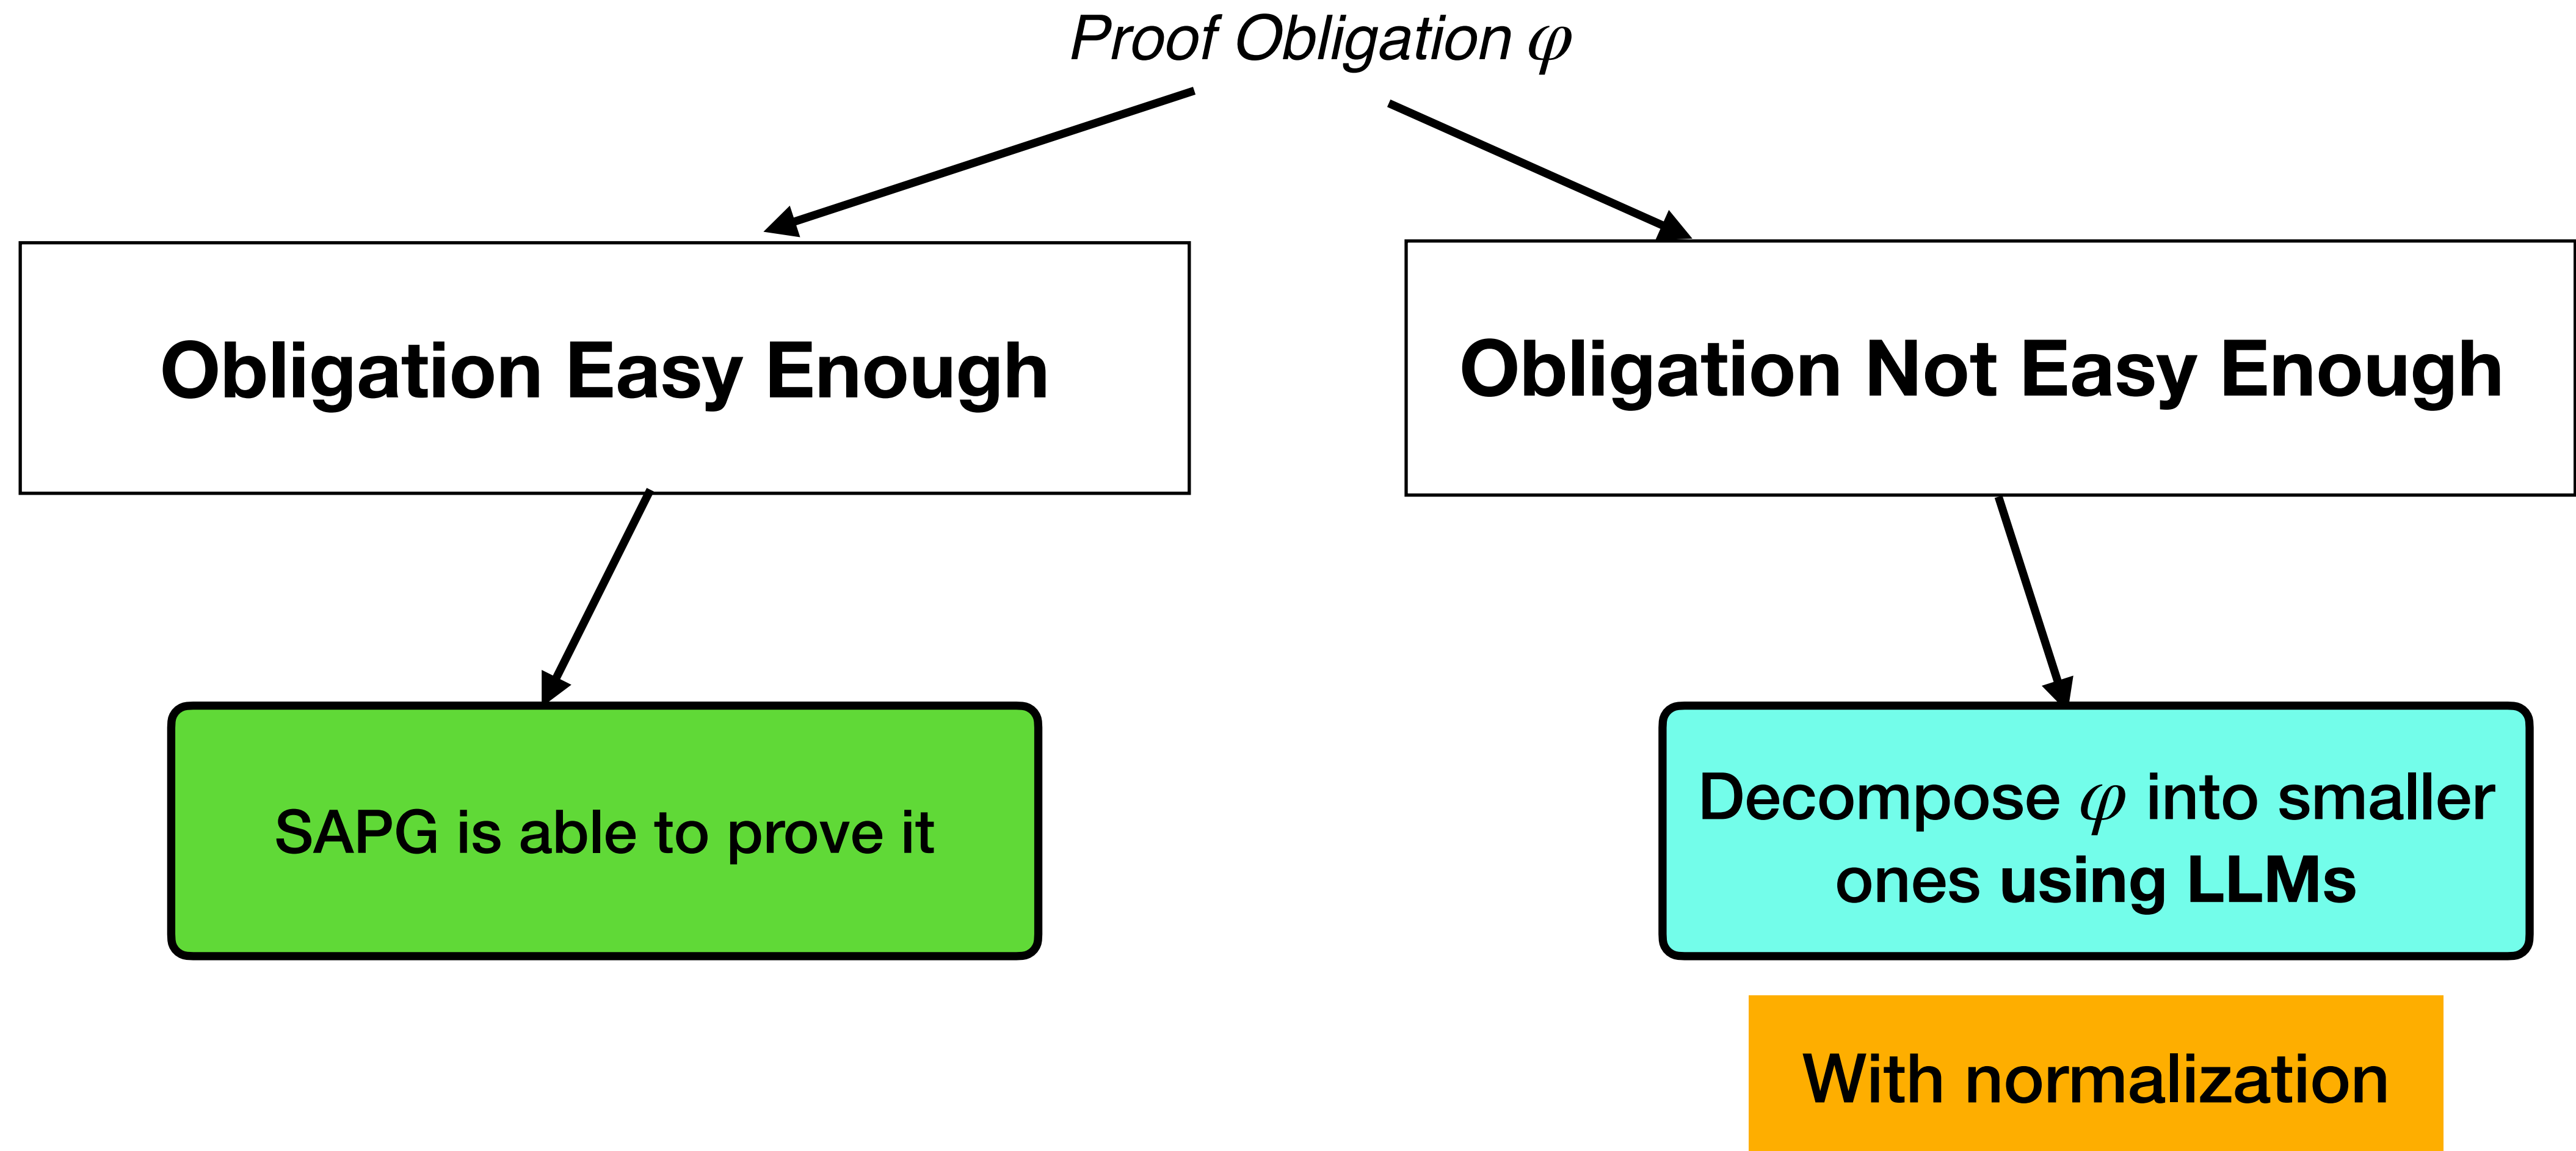 Proof Obligation φ
Obligation Easy Enough
Obligation Not Easy Enough
SAPG is able to prove it
Decompose φ into smaller
ones using LLMs
With normalization